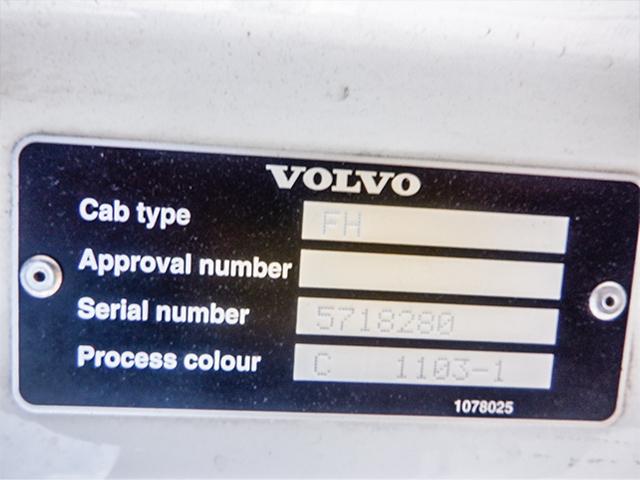 VOLVO
Cab type FH
Approval number
Serial number 5718280
Process colour C 1103-1
1078025